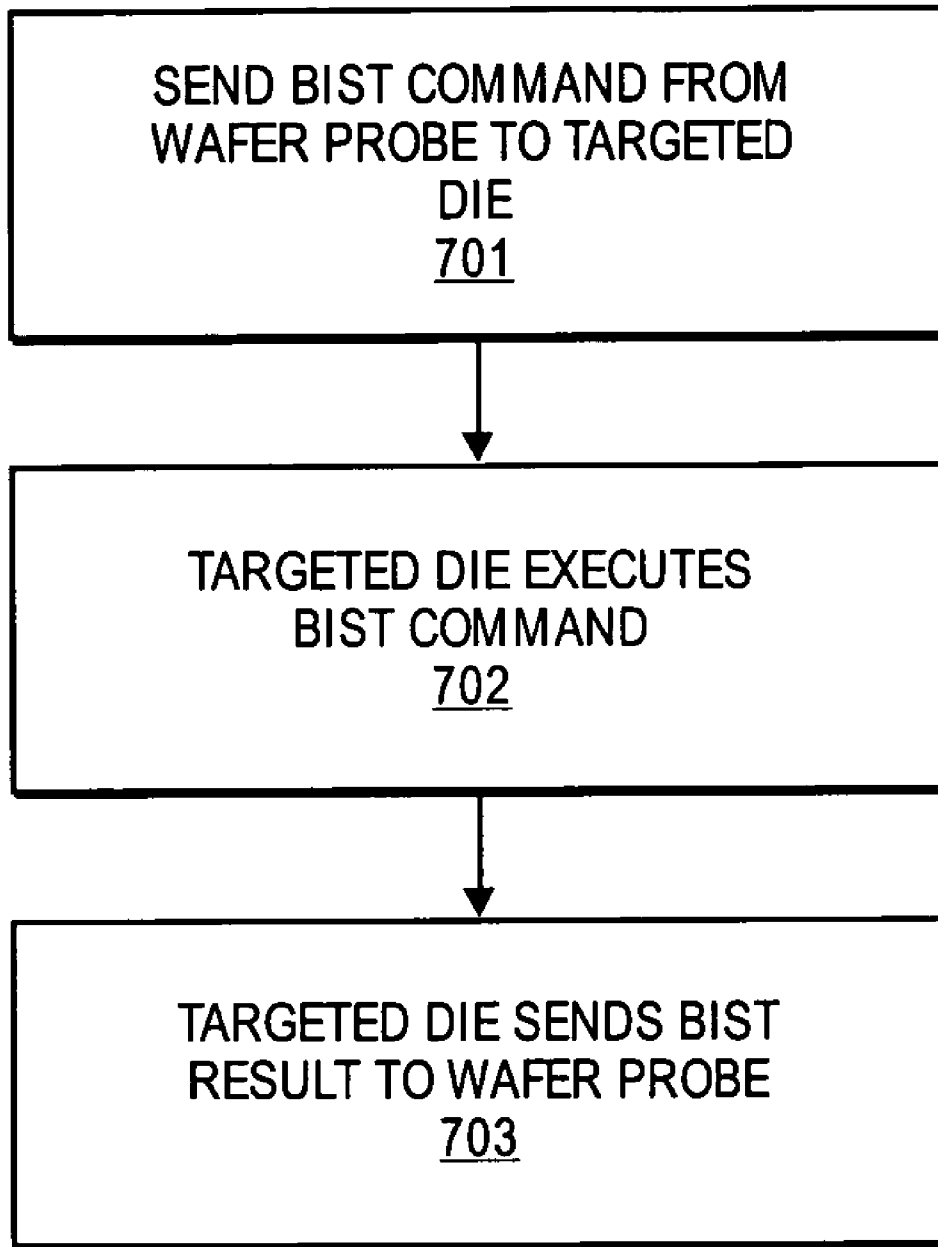 SEND BIST COMMAND FROM
WAFER PROBE TO TARGETED
DIE
701
TARGETED DIE EXECUTES
BIST COMMAND
702
TARGETED DIE SENDS BIST
RESULT TO WAFER PROBE
703